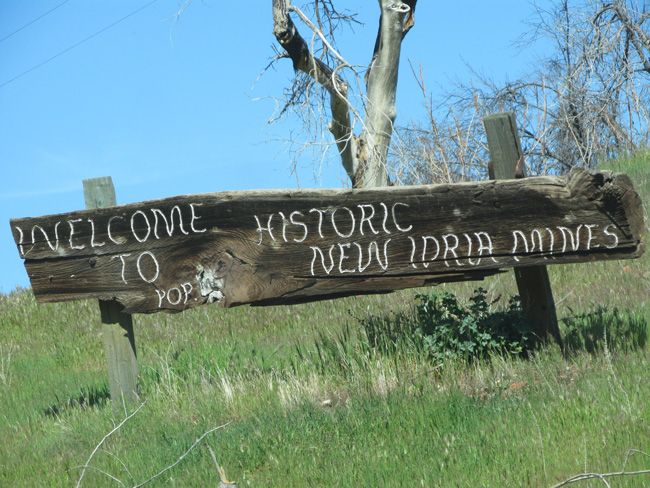 WELCOME HISTORIC
TO NEW IDRIA MINES
POP.